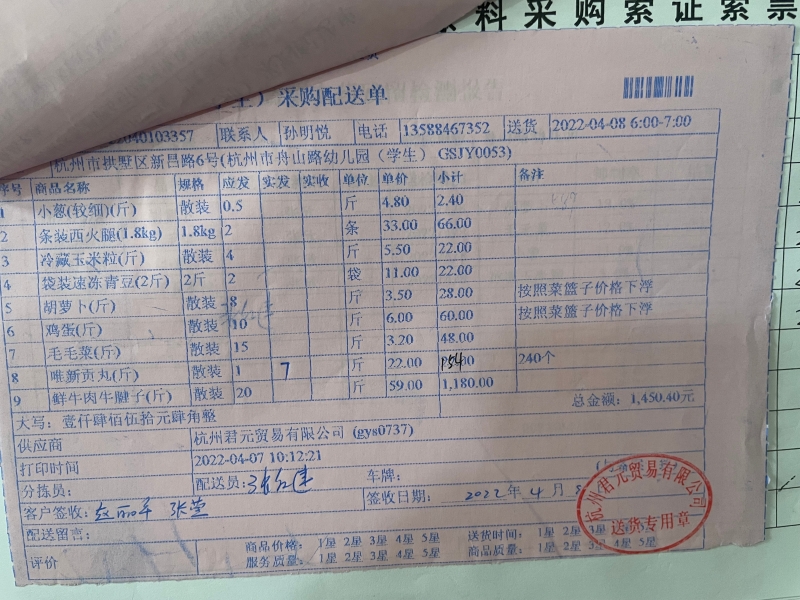 料采购索证索票
采购配送单
2040103357 联系人 孙明悦 电话 13588467352 送货 2022-04-08 6:00-7:00
杭州市拱墅区新昌路6号(杭州市舟山路幼儿园（学生）GSJY0053)
序号 商品名称 规格 应发 实发 实收 单位 单价 小计 备注
1 小葱(较细)(斤) 散装 0.5 斤 4.80 2.40
2 条装西火腿(1.8kg) 1.8kg 2 条 33.00 66.00
3 冷藏玉米粒(斤) 散装 4 斤 5.50 22.00
4 袋装速冻青豆(2斤) 2斤 2 袋 11.00 22.00
5 胡萝卜(斤) 散装 8 斤 3.50 28.00 按照菜篮子价格下浮
6 鸡蛋(斤) 散装 10 斤 6.00 60.00 按照菜篮子价格下浮
7 毛毛菜(斤) 散装 15 斤 3.20 48.00
8 唯新贡丸(斤) 散装 1 7 斤 22.00 154.00 240个
9 鲜牛肉牛腱子(斤) 散装 20 斤 59.00 1,180.00
总金额：1,450.40元
大写：壹仟肆佰伍拾元肆角整
供应商 杭州君元贸易有限公司 (gys0737)
打印时间 2022-04-07 10:12:21
分拣员： 配送员： 车牌：
客户签收： 张萱 签收日期： 2022年4月8
配送留言：
评价 商品价格： 1星 2星 3星 4星 5星 送货时间： 1星 2星 3星
服务质量： 1星 2星 3星 4星 5星 商品质量： 1星 2星 3星 4星 5星
杭州君元贸易有限公司
送货专用章